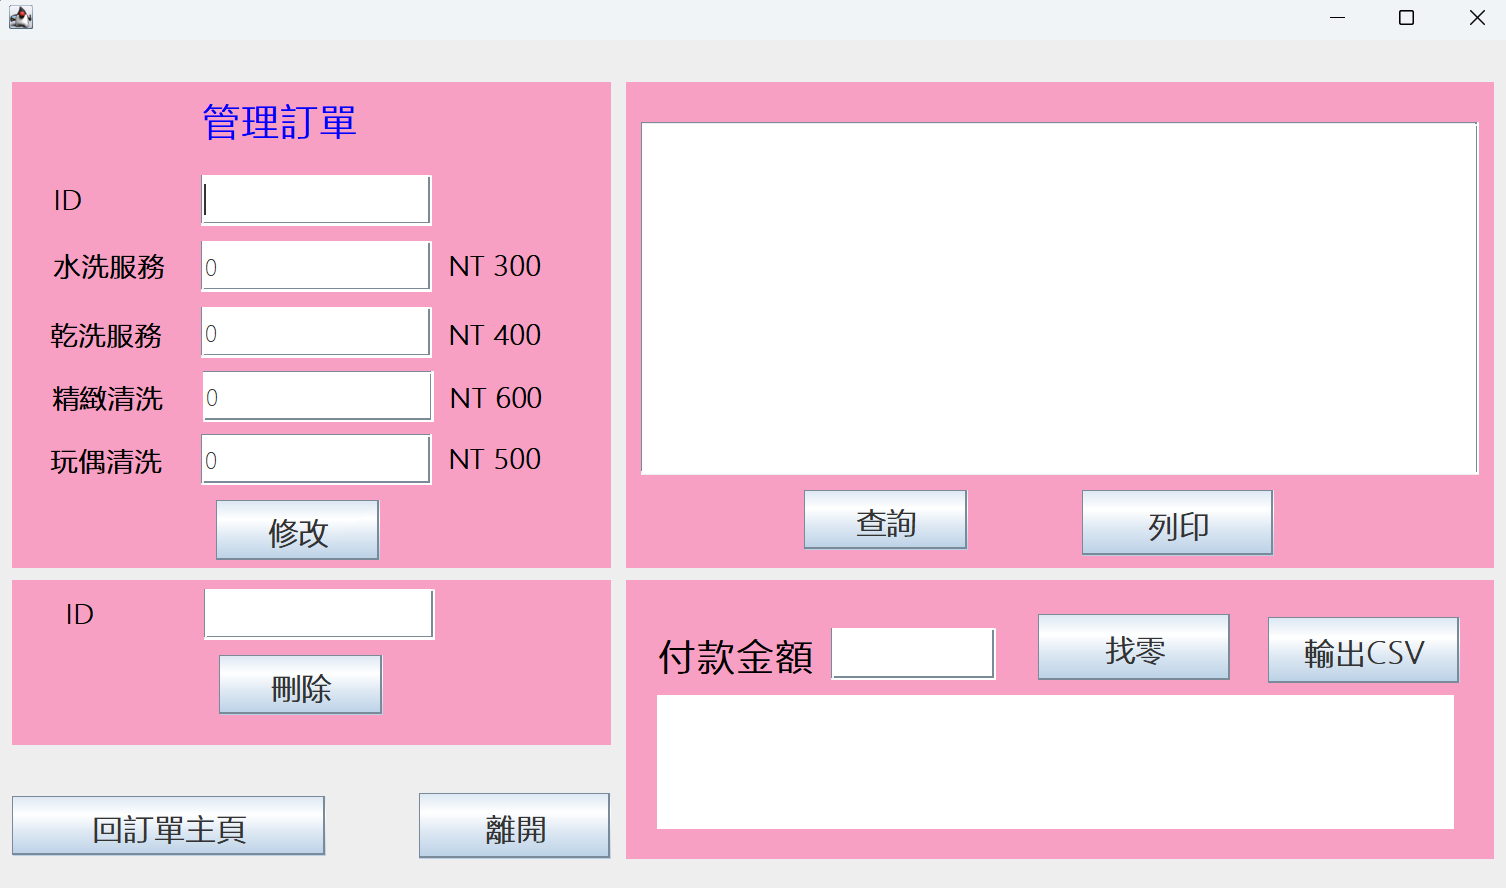 管理訂單
ID
水洗服務 0 NT 300
乾洗服務 0 NT 400
精緻清洗 0 NT 600
玩偶清洗 0 NT 500
修改
查詢 列印
ID
刪除
付款金額 找零 輸出CSV
回訂單主頁 離開